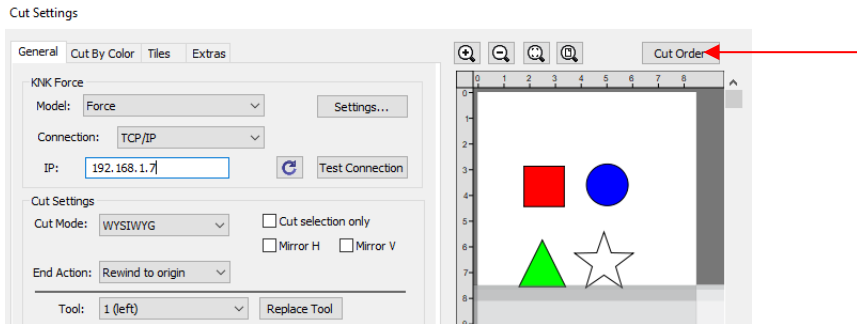 Cut Settings
General Cut By Color Tiles Extras
Cut Order
KNK Force
Model: Force Settings...
Connection: TCP/IP
IP: 192.168.1.7 Test Connection
Cut Settings
Cut Mode: WYSIWYG Cut selection only
Mirror H Mirror V
End Action: Rewind to origin
Tool: 1 (left) Replace Tool
0 1 2 3 4 5 6 7 8
0
1
2
3
4
5
6
7
8
9